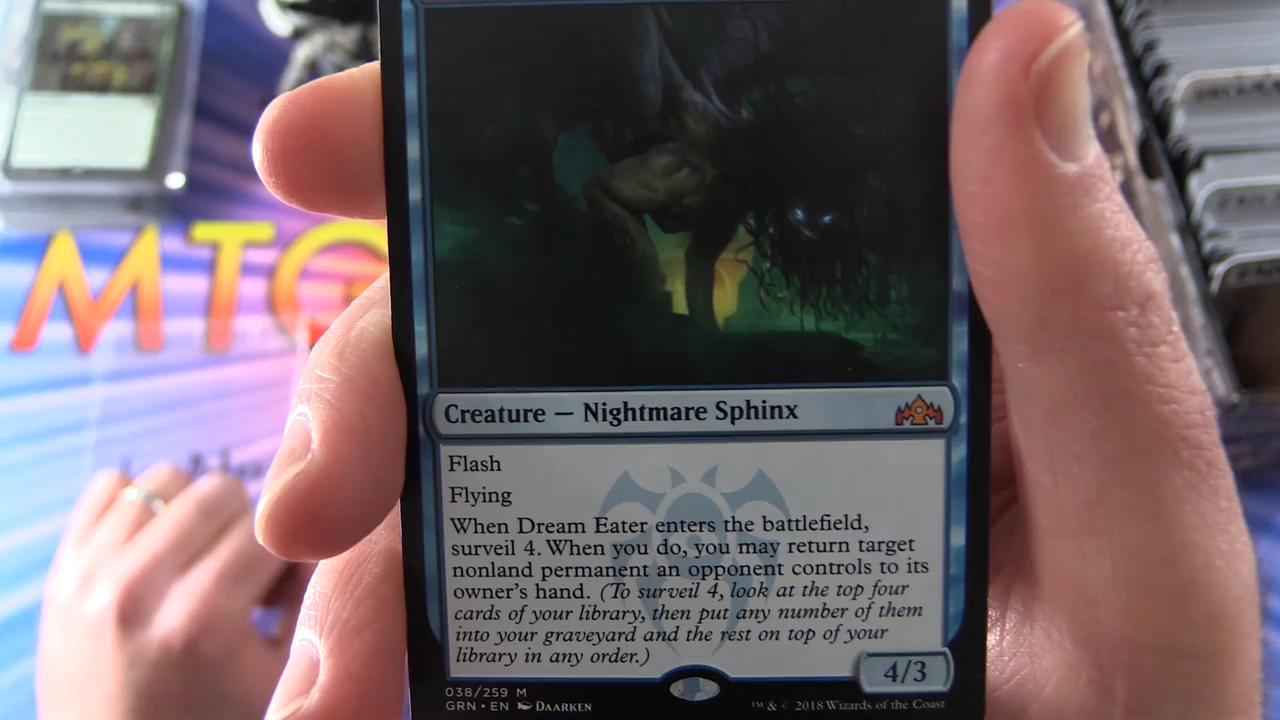 MTG
Creature — Nightmare Sphinx
Flash
Flying
When Dream Eater enters the battlefield,
surveil 4. When you do, you may return target
nonland permanent an opponent controls to its
owner's hand. (To surveil 4, look at the top four
cards of your library, then put any number of them
into your graveyard and the rest on top of your
library in any order.)
4/3
038/259 M
GRN • EN DAARKEN
™ & © 2018 Wizards of the Coast